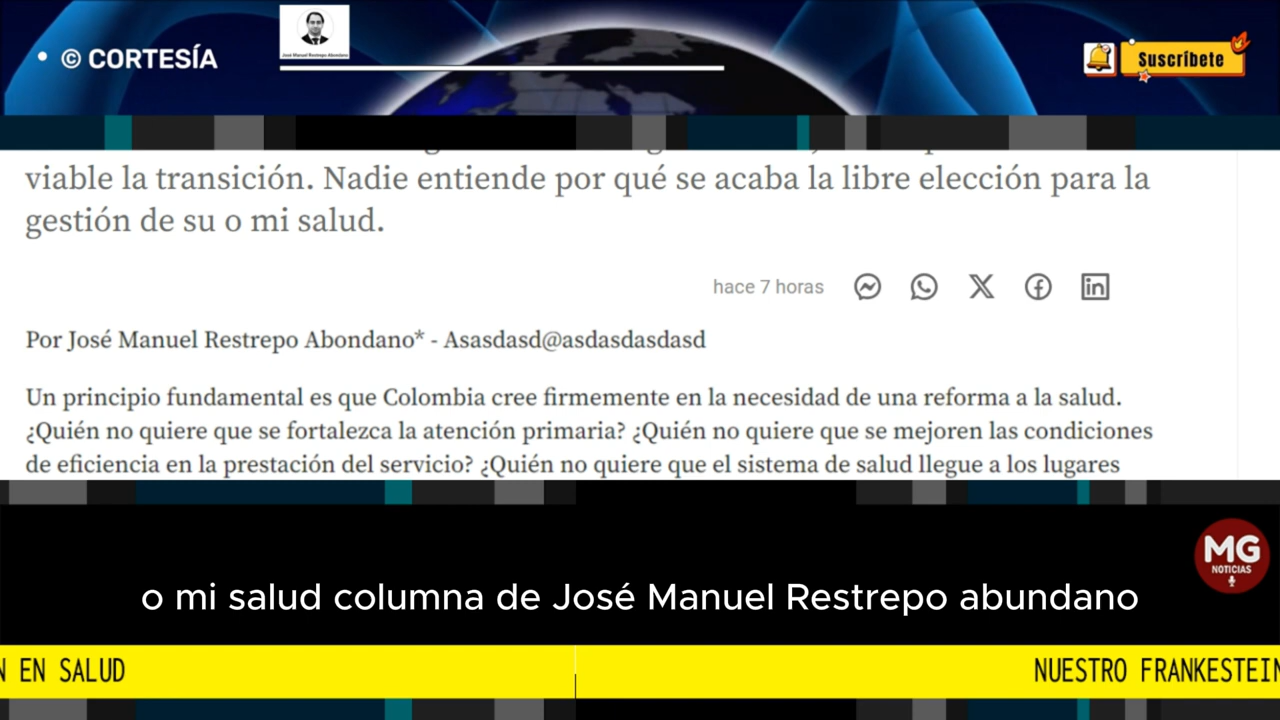 © CORTESÍA
José Manuel Restrepo Abondano
Suscríbete
viable la transición. Nadie entiende por qué se acaba la libre elección para la
gestión de su o mi salud.
hace 7 horas
Por José Manuel Restrepo Abondano* - Asasdasd@asdasdasdasd
Un principio fundamental es que Colombia cree firmemente en la necesidad de una reforma a la salud.
¿Quién no quiere que se fortalezca la atención primaria? ¿Quién no quiere que se mejoren las condiciones
de eficiencia en la prestación del servicio? ¿Quién no quiere que el sistema de salud llegue a los lugares
MG
NOTICIAS
o mi salud columna de José Manuel Restrepo abundano
N EN SALUD
NUESTRO FRANKESTEIN